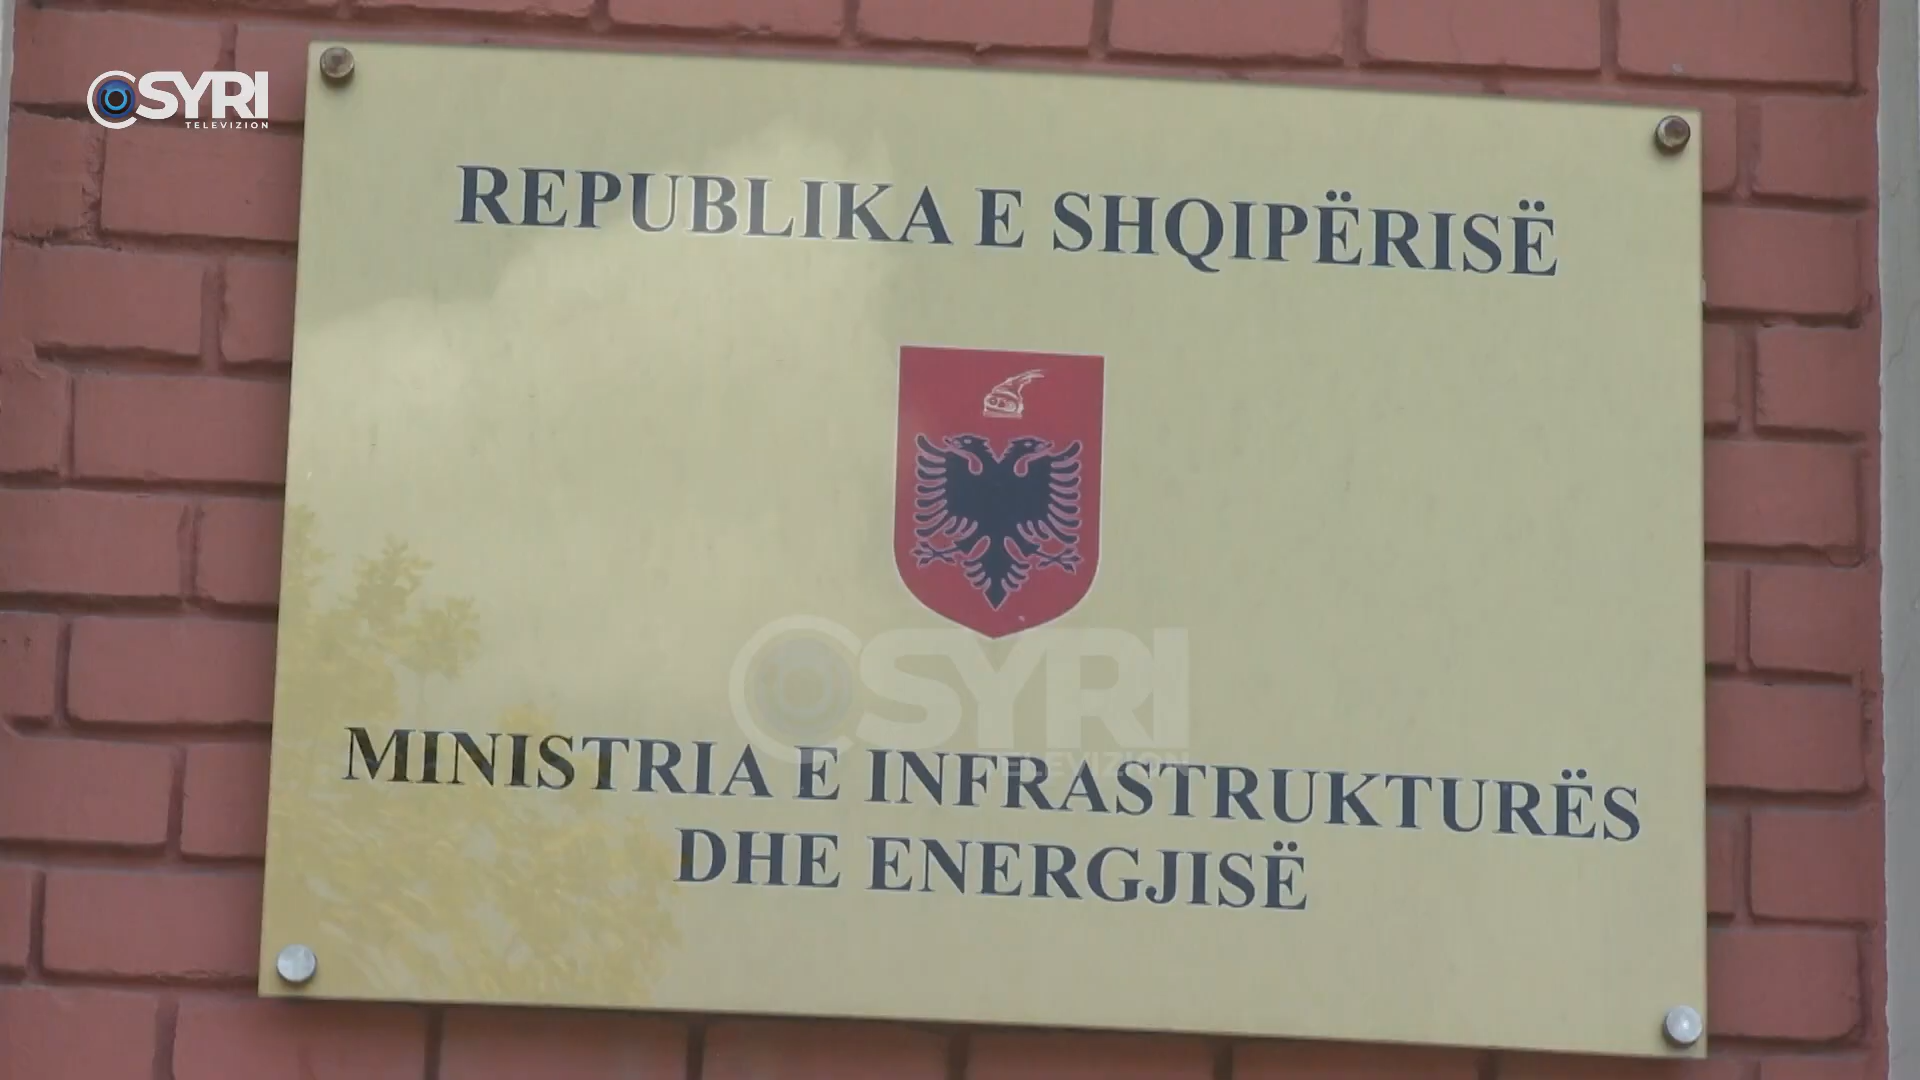 SYRI
TELEVIZION
REPUBLIKA E SHQIPËRISË
SYRI
TELEVIZION
MINISTRIA E INFRASTRUKTURËS
DHE ENERGJISË